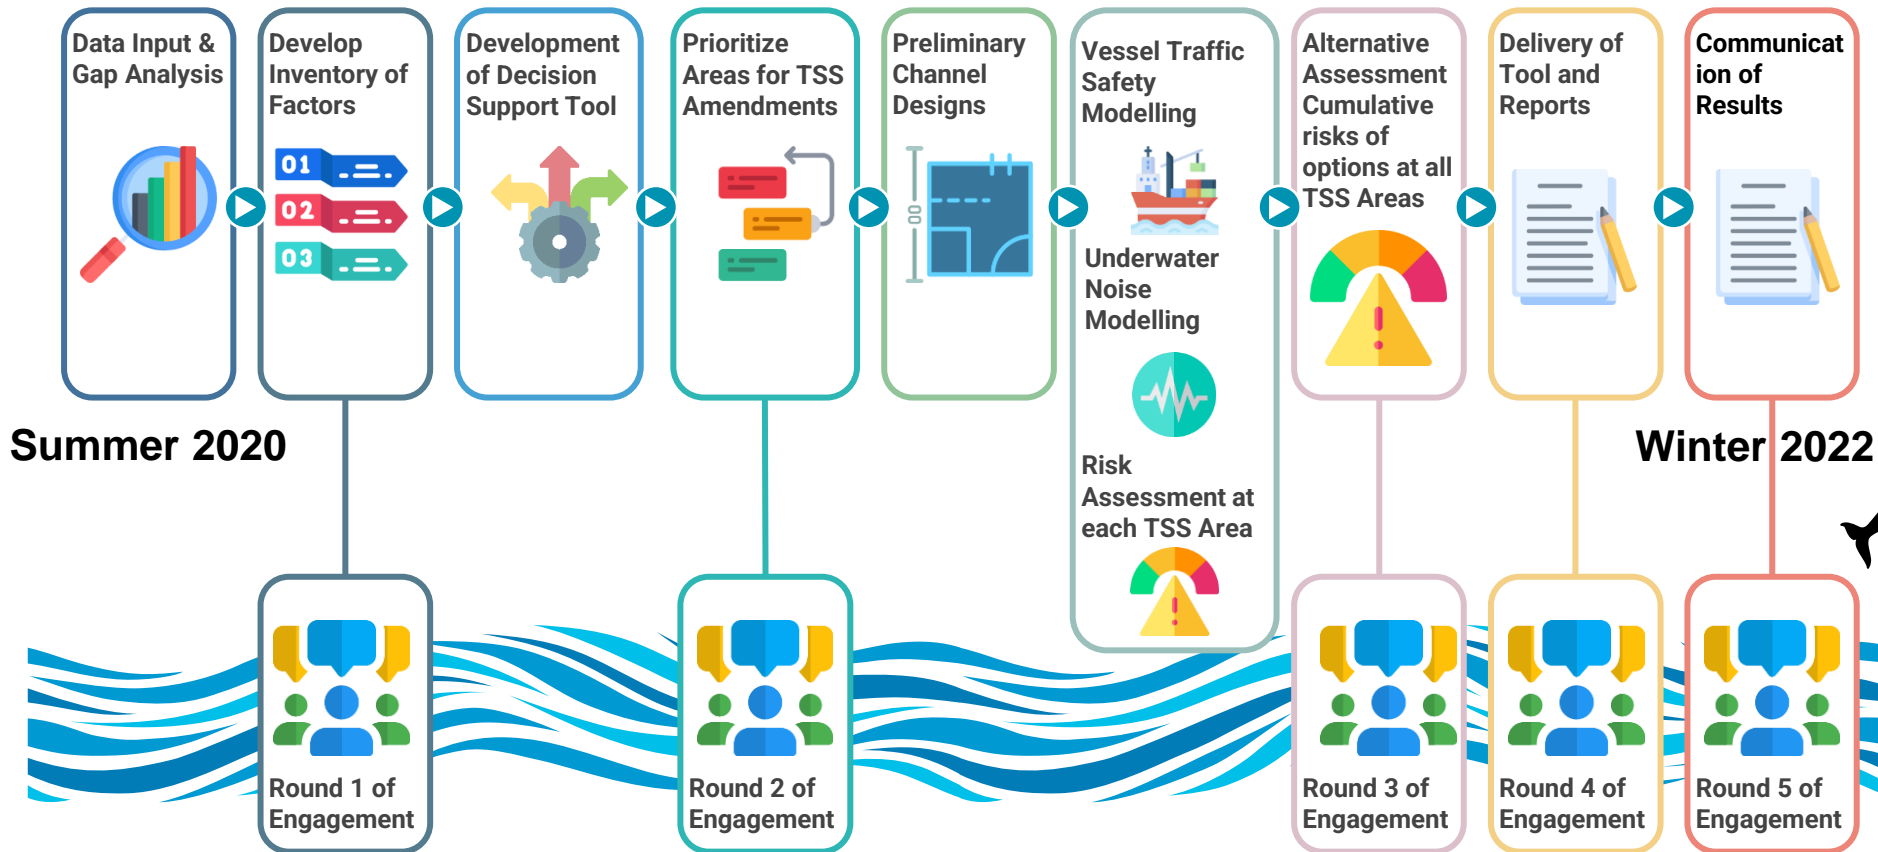 Data Input &
Gap Analysis
Develop
Inventory of
Factors
01
02
03
Development
of Decision
Support Tool
Prioritize
Areas for TSS
Amendments
Preliminary
Channel
Designs
00
Vessel Traffic
Safety
Modelling
Underwater
Noise
Modelling
Risk
Assessment at
each TSS Area
Alternative
Assessment
Cumulative
risks of
options at all
TSS Areas
Delivery of
Tool and
Reports
Communicat
ion of
Results
Summer 2020
Winter 2022
Round 1 of
Engagement
Round 2 of
Engagement
Round 3 of
Engagement
Round 4 of
Engagement
Round 5 of
Engagement